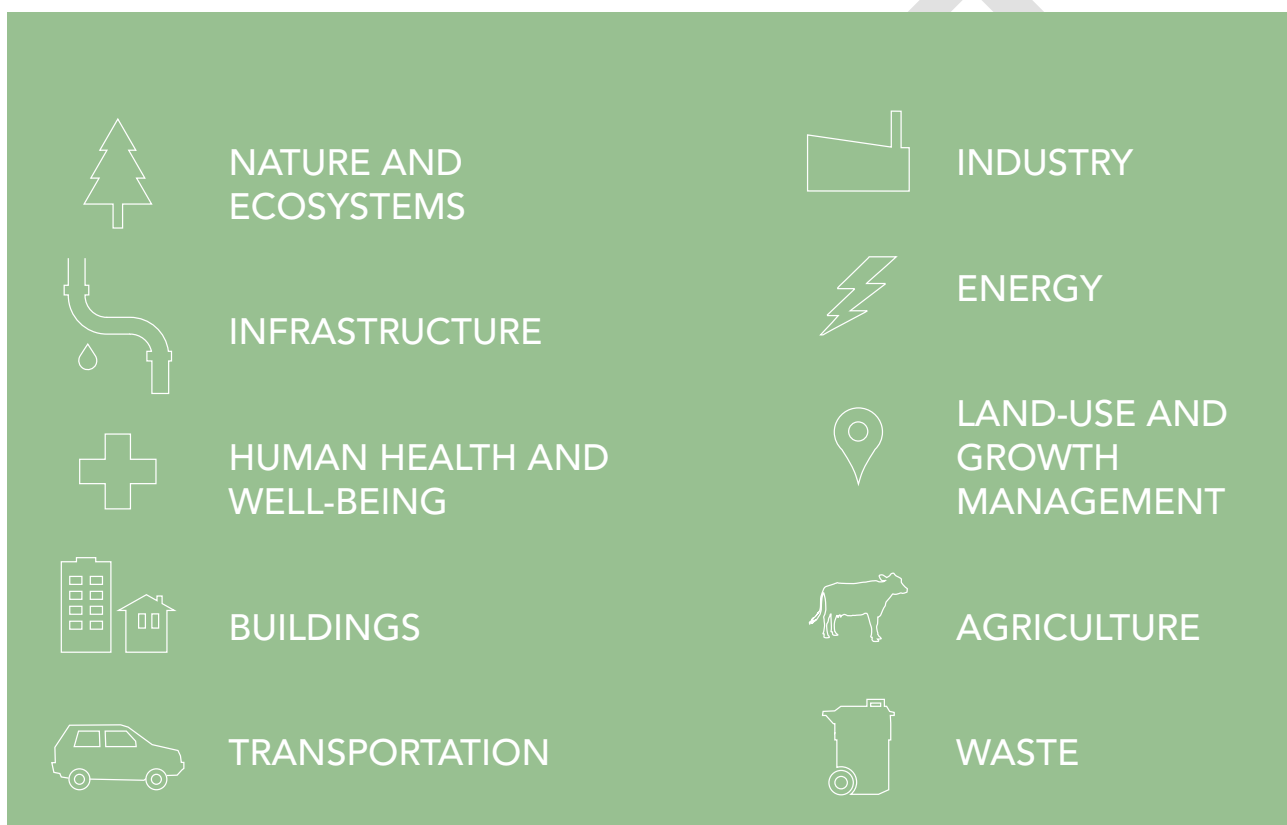 NATURE AND
ECOSYSTEMS
INFRASTRUCTURE
HUMAN HEALTH AND
WELL-BEING
BUILDINGS
TRANSPORTATION
INDUSTRY
ENERGY
LAND-USE AND
GROWTH
MANAGEMENT
AGRICULTURE
WASTE